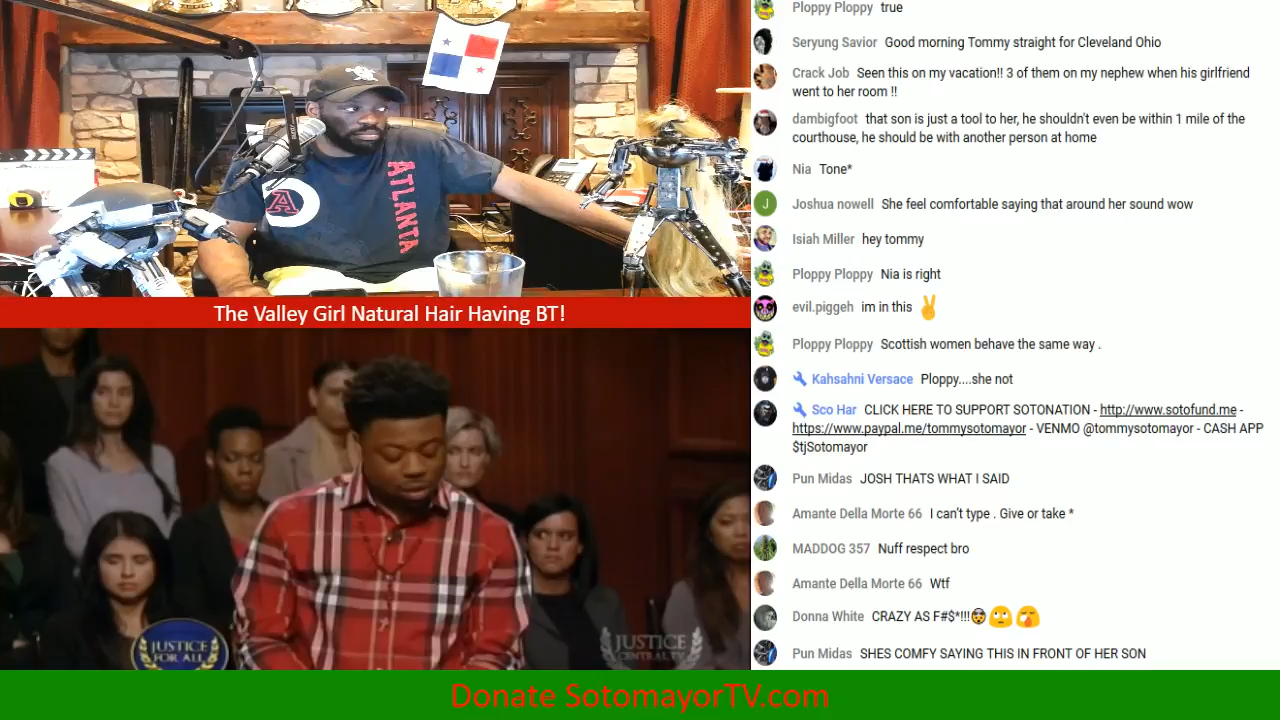 ATLANTA
A
The Valley Girl Natural Hair Having BT!
JUSTICE
FOR ALL
JUSTICE
CENTRAL.TV
Ploppy Ploppy true
Seryung Savior Good morning Tommy straight for Cleveland Ohio
Crack Job Seen this on my vacation!! 3 of them on my nephew when his girlfriend
went to her room !!
dambigfoot that son is just a tool to her, he shouldn't even be within 1 mile of the
courthouse, he should be with another person at home
Nia Tone*
J
Joshua nowell She feel comfortable saying that around her sound wow
Isiah Miller hey tommy
Ploppy Ploppy Nia is right
evil.piggeh im in this ✌
Ploppy Ploppy Scottish women behave the same way .
Kahsahni Versace Ploppy....she not
Sco Har CLICK HERE TO SUPPORT SOTONATION - http://www.sotofund.me -
https://www.paypal.me/tommysotomayor - VENMO @tommysotomayor - CASH APP
$tjSotomayor
Pun Midas JOSH THATS WHAT I SAID
Amante Della Morte 66 I can't type . Give or take *
MADDOG 357 Nuff respect bro
Amante Della Morte 66 Wtf
Donna White CRAZY AS F#$*!!!🤯🙄😪
Pun Midas SHES COMFY SAYING THIS IN FRONT OF HER SON
Donate SotomayorTV.com